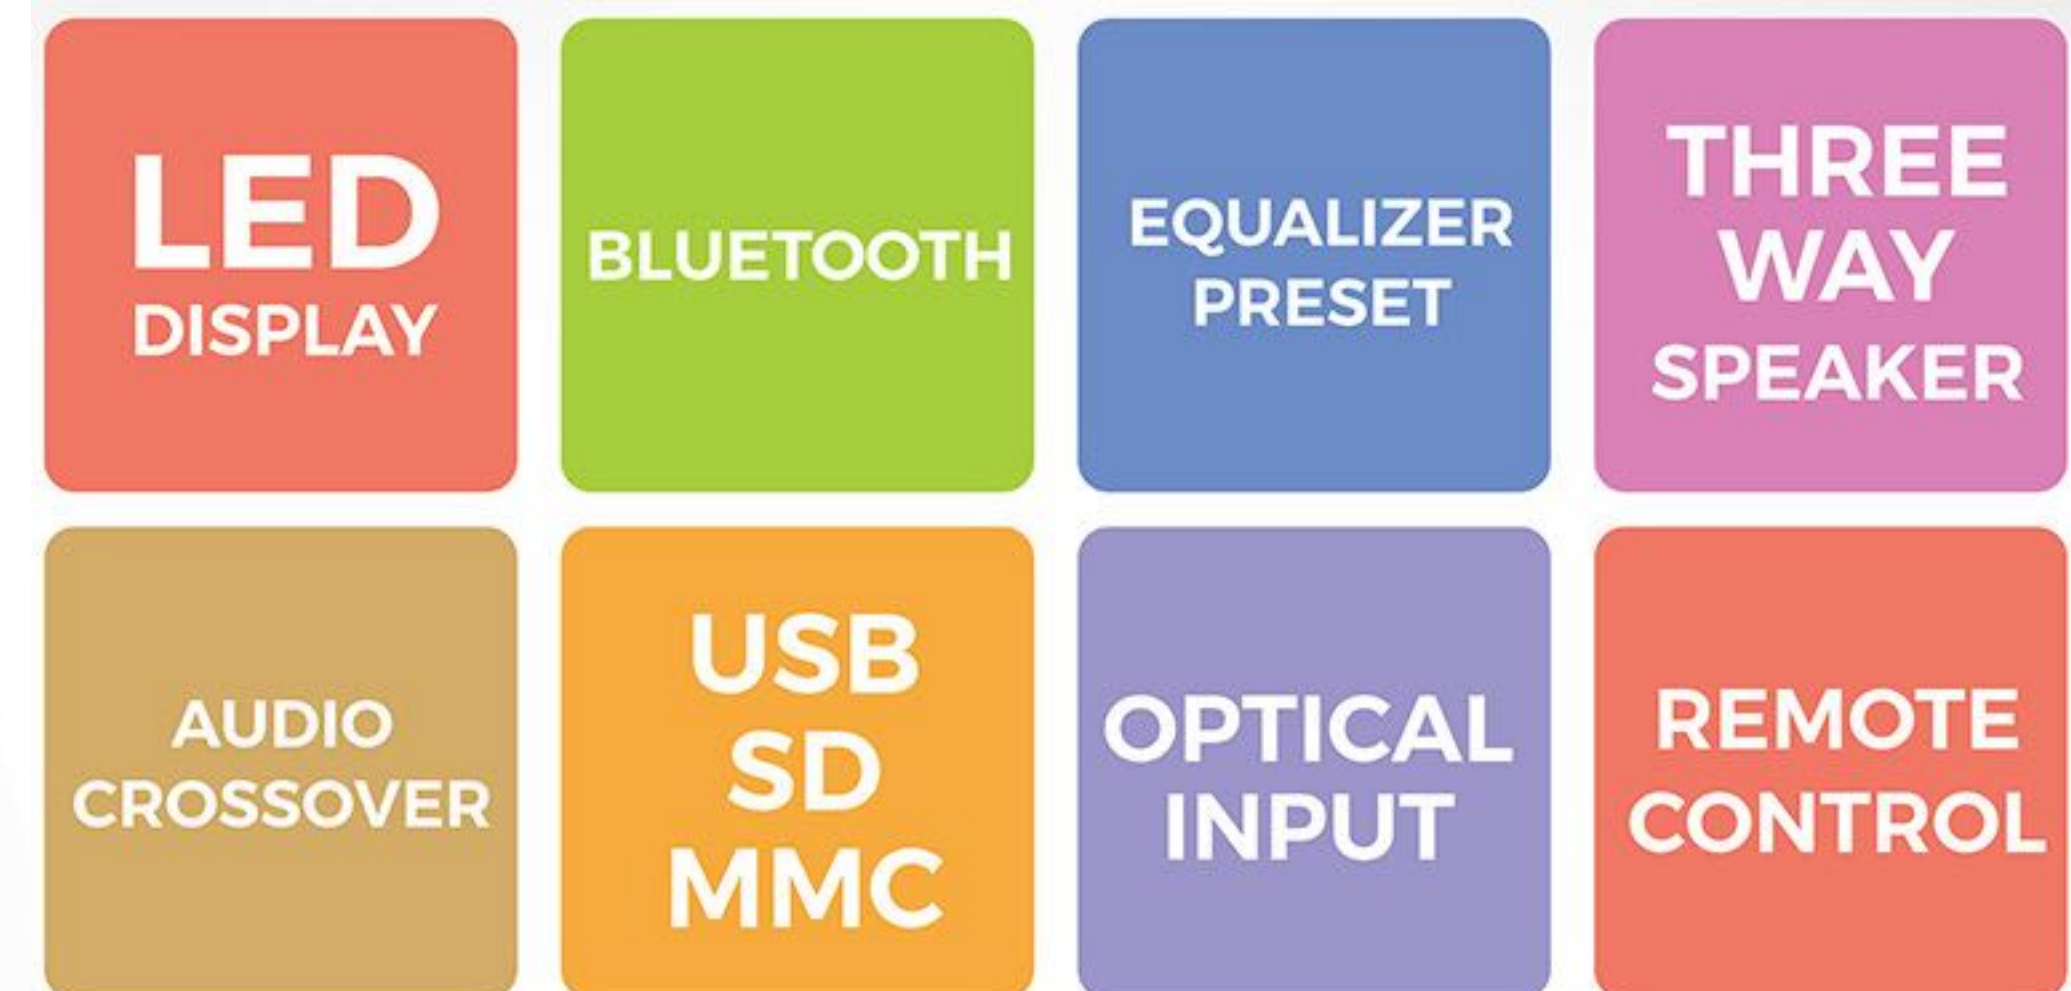 LED
DISPLAY
BLUETOOTH
EQUALIZER
PRESET
THREE
WAY
SPEAKER
AUDIO
CROSSOVER
USB
SD
MMC
OPTICAL
INPUT
REMOTE
CONTROL